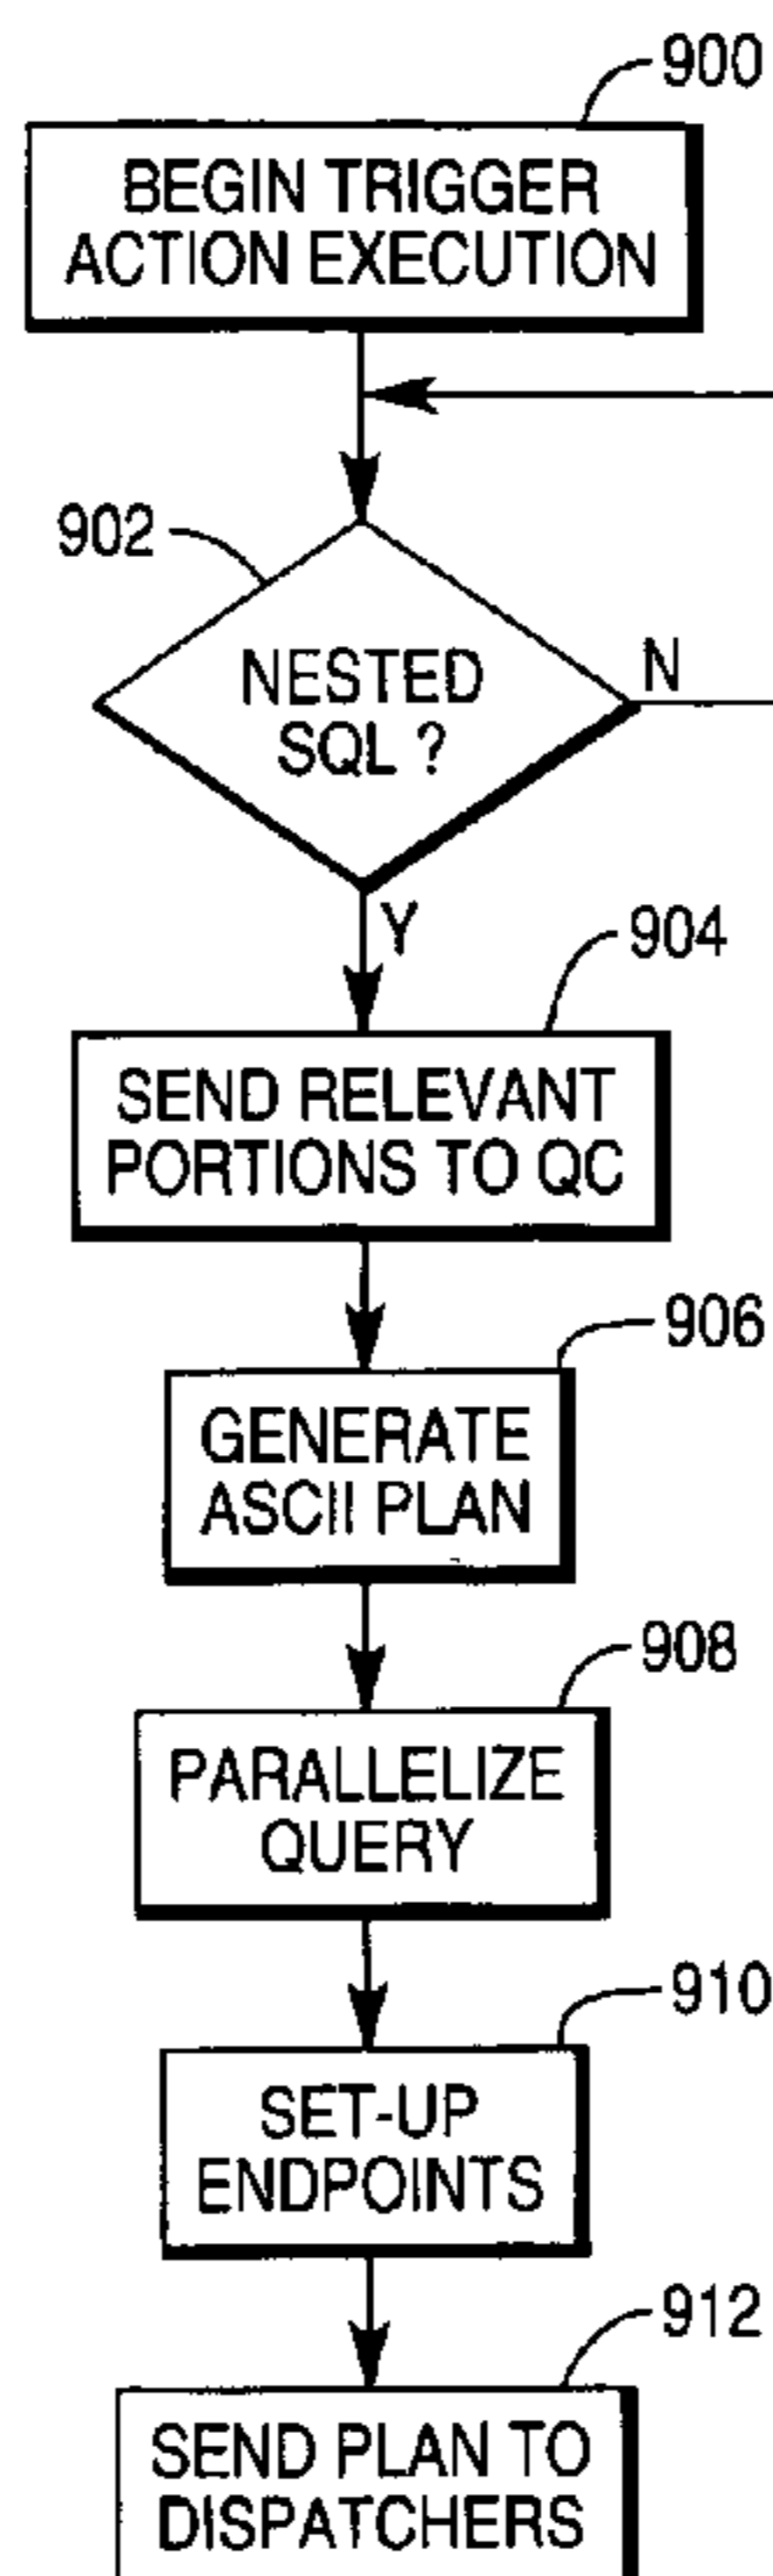 900
BEGIN TRIGGER
ACTION EXECUTION
902
NESTED
SQL ?
N
Y
904
SEND RELEVANT
PORTIONS TO QC
906
GENERATE
ASCII PLAN
908
PARALLELIZE
QUERY
910
SET-UP
ENDPOINTS
912
SEND PLAN TO
DISPATCHERS